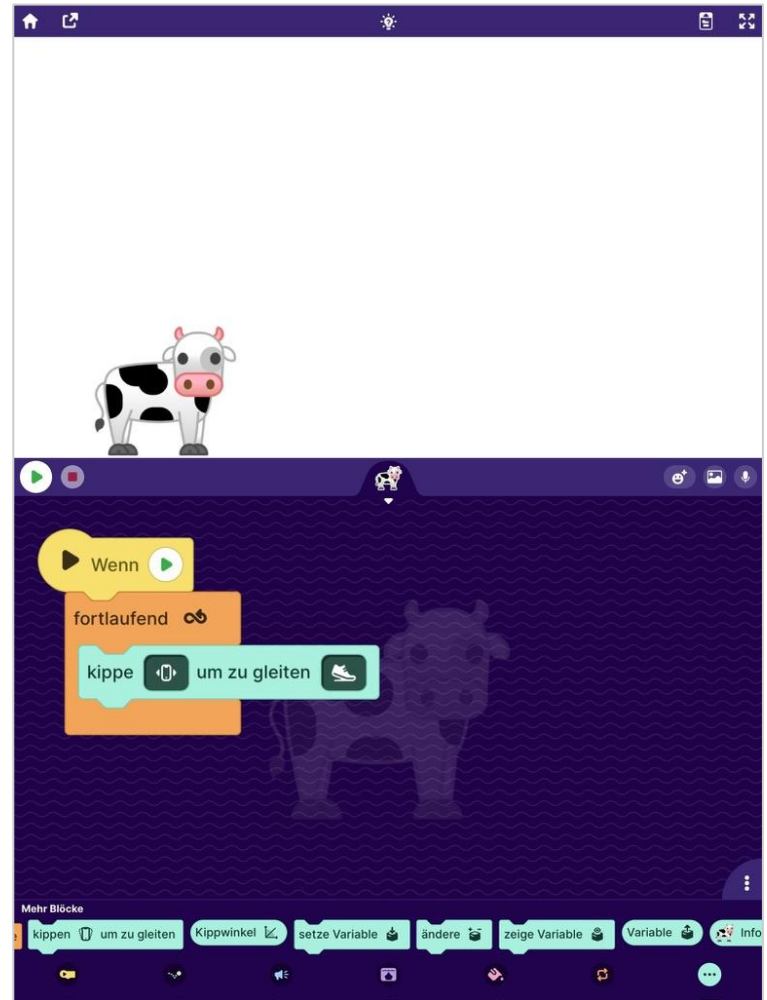 Wenn
fortlaufend
kippe um zu gleiten
Mehr Blöcke
kippen um zu gleiten Kippwinkel setze Variable ändere zeige Variable Variable Info